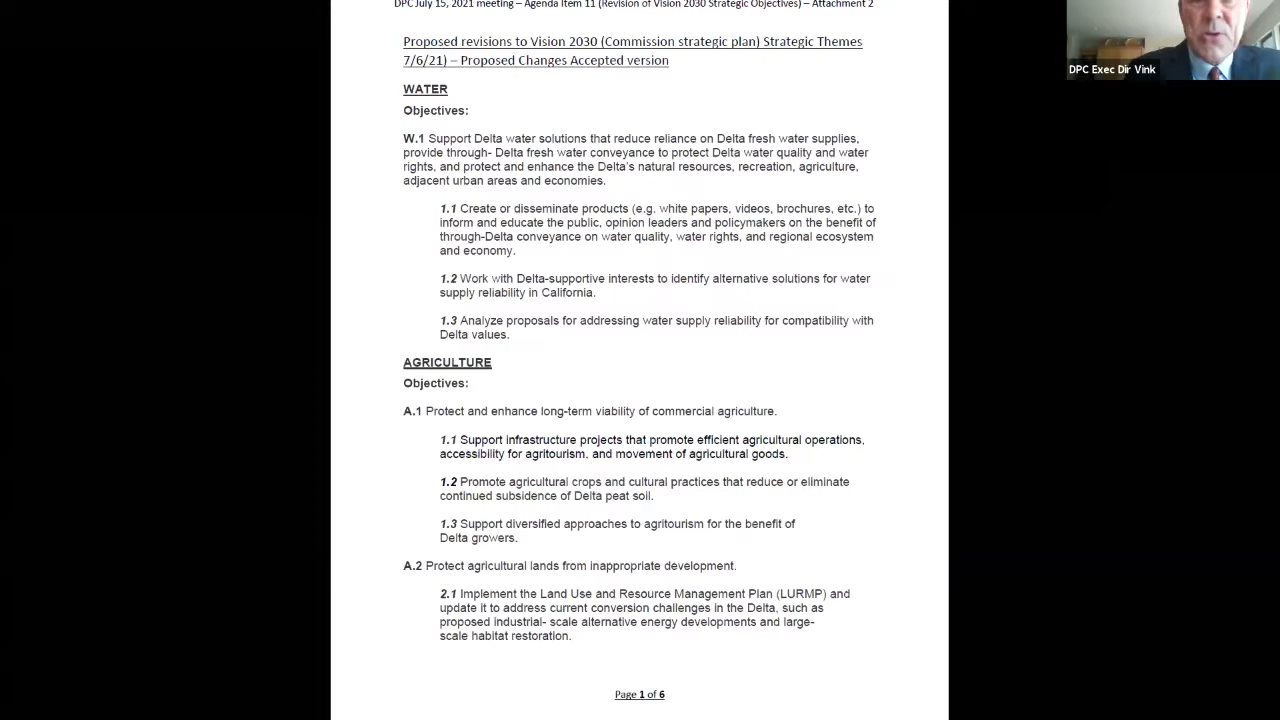 DPC July 15, 2021 meeting – Agenda Item 11 (Revision of Vision 2030 Strategic Objectives) – Attachment 2
DPC Exec Dir Vink
Proposed revisions to Vision 2030 (Commission strategic plan) Strategic Themes
7/6/21) – Proposed Changes Accepted version
WATER
Objectives:
W.1 Support Delta water solutions that reduce reliance on Delta fresh water supplies,
provide through- Delta fresh water conveyance to protect Delta water quality and water
rights, and protect and enhance the Delta's natural resources, recreation, agriculture,
adjacent urban areas and economies.
1.1 Create or disseminate products (e.g. white papers, videos, brochures, etc.) to
inform and educate the public, opinion leaders and policymakers on the benefit of
through-Delta conveyance on water quality, water rights, and regional ecosystem
and economy.
1.2 Work with Delta-supportive interests to identify alternative solutions for water
supply reliability in California.
1.3 Analyze proposals for addressing water supply reliability for compatibility with
Delta values.
AGRICULTURE
Objectives:
A.1 Protect and enhance long-term viability of commercial agriculture.
1.1 Support infrastructure projects that promote efficient agricultural operations,
accessibility for agritourism, and movement of agricultural goods.
1.2 Promote agricultural crops and cultural practices that reduce or eliminate
continued subsidence of Delta peat soil.
1.3 Support diversified approaches to agritourism for the benefit of
Delta growers.
A.2 Protect agricultural lands from inappropriate development.
2.1 Implement the Land Use and Resource Management Plan (LURMP) and
update it to address current conversion challenges in the Delta, such as
proposed industrial- scale alternative energy developments and large-
scale habitat restoration.
Page 1 of 6